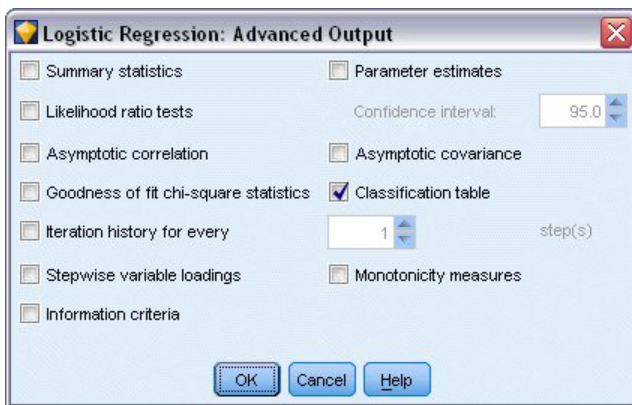 Logistic Regression: Advanced Output
Summary statistics Parameter estimates
Likelihood ratio tests Confidence interval: 95.0
Asymptotic correlation Asymptotic covariance
Goodness of fit chi-square statistics Classification table
Iteration history for every 1 step(s)
Stepwise variable loadings Monotonicity measures
Information criteria
OK Cancel Help